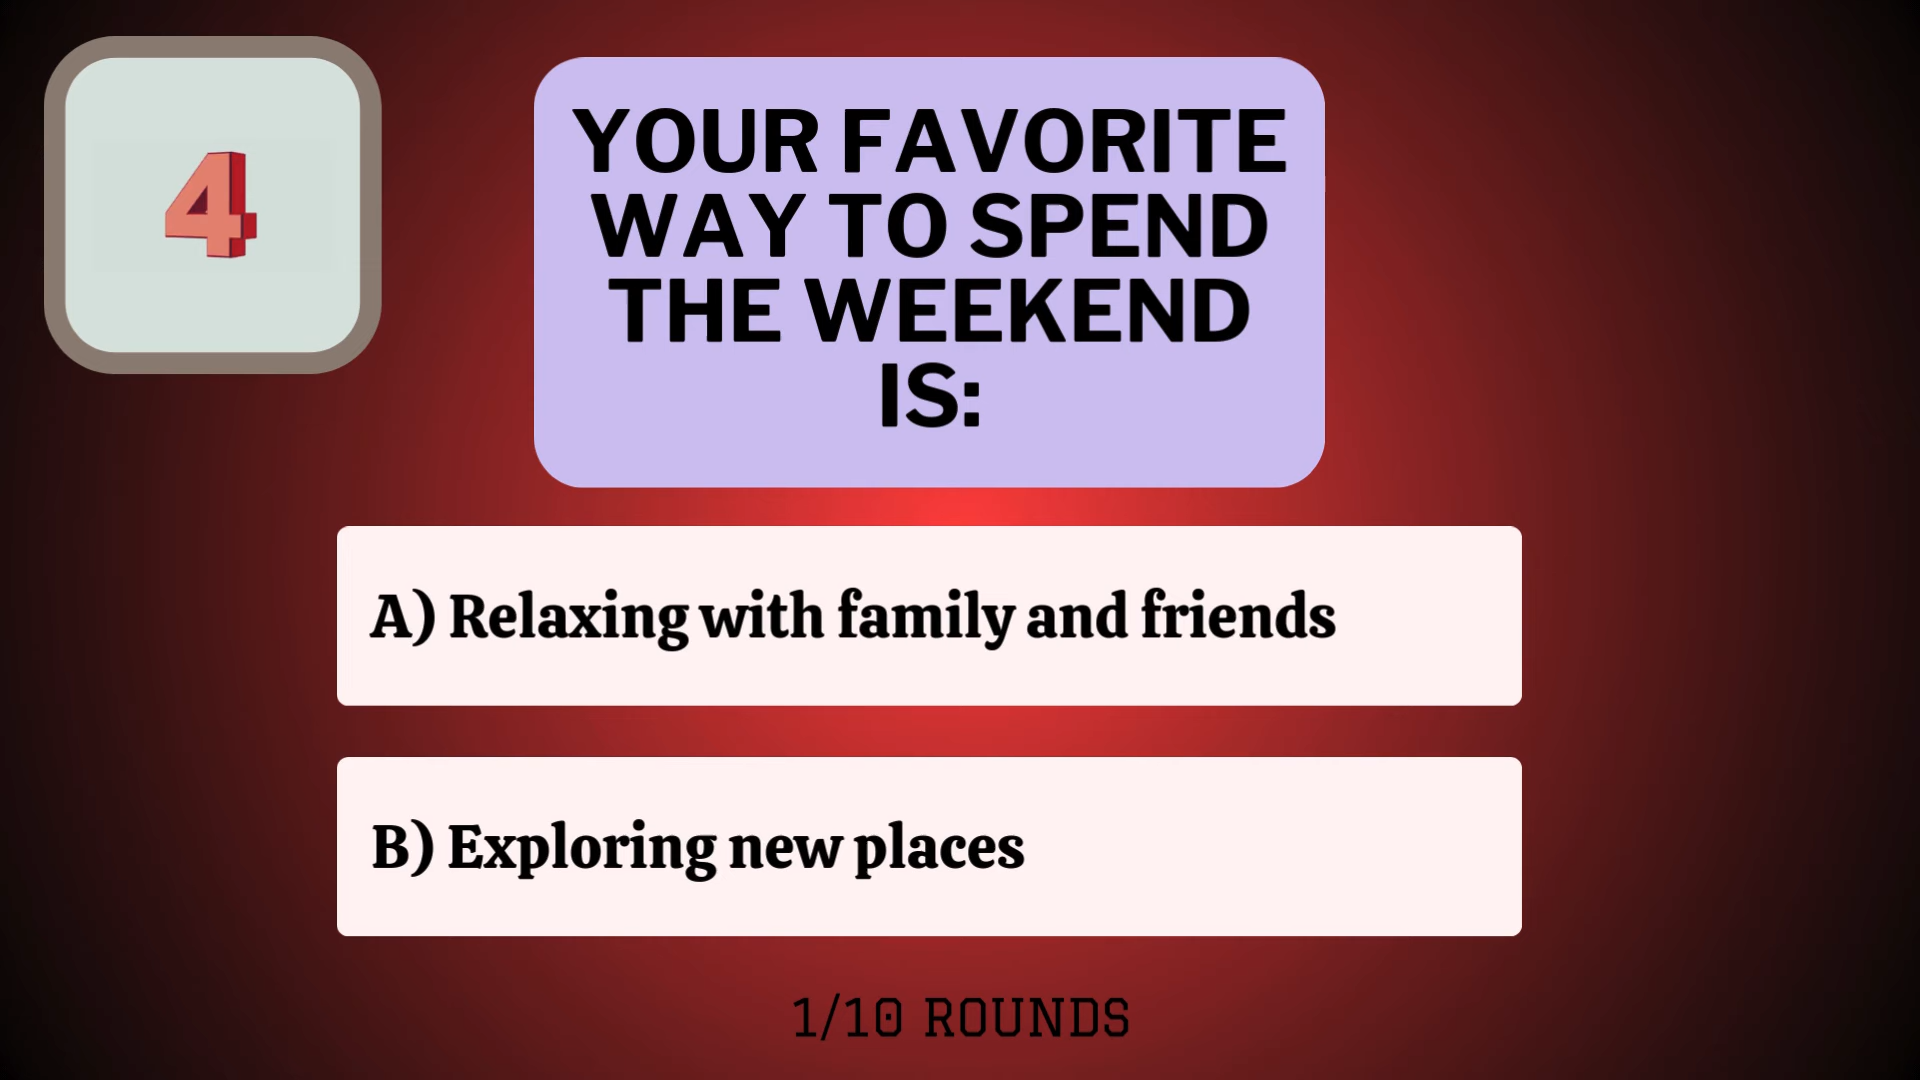 4
YOUR FAVORITE
WAY TO SPEND
THE WEEKEND
IS:
A) Relaxing with family and friends
B) Exploring new places
1/10 ROUNDS